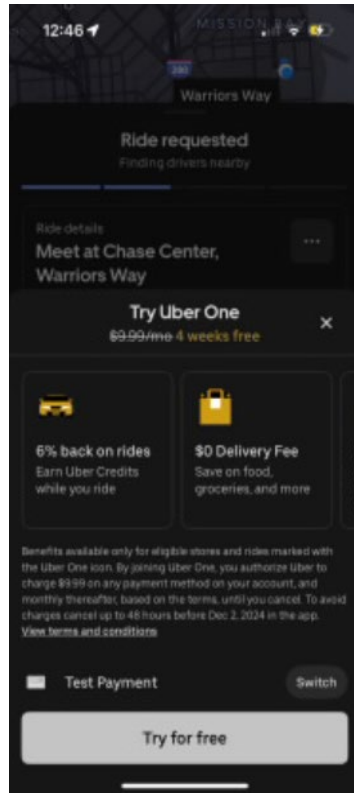 12:46
MISSION BAY
280
Warriors Way
Ride requested
Finding drivers nearby
Ride details
Meet at Chase Center,
Warriors Way
...
Try Uber One
$9.99/mo 4 weeks free
6% back on rides
Earn Uber Credits
while you ride
$0 Delivery Fee
Save on food,
groceries, and more
Benefits available only for eligible stores and rides marked with
the Uber One icon. By joining Uber One, you authorize Uber to
charge $9.99 on any payment method on your account, and
monthly thereafter, based on the terms, until you cancel. To avoid
charges cancel up to 48 hours before Dec 2, 2024 in the app.
View terms and conditions
Test Payment
Switch
Try for free